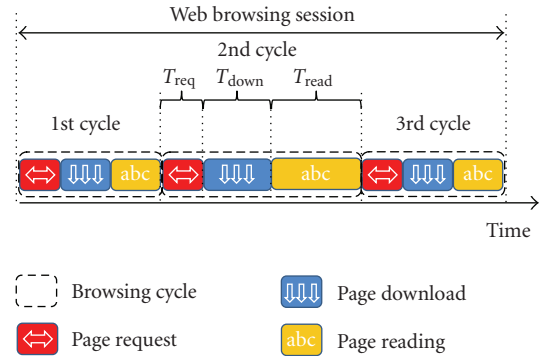 Web browsing session
2nd cycle
T_req T_down T_read
1st cycle
3rd cycle
abc abc abc
Time
Browsing cycle
Page download
Page request
abc Page reading